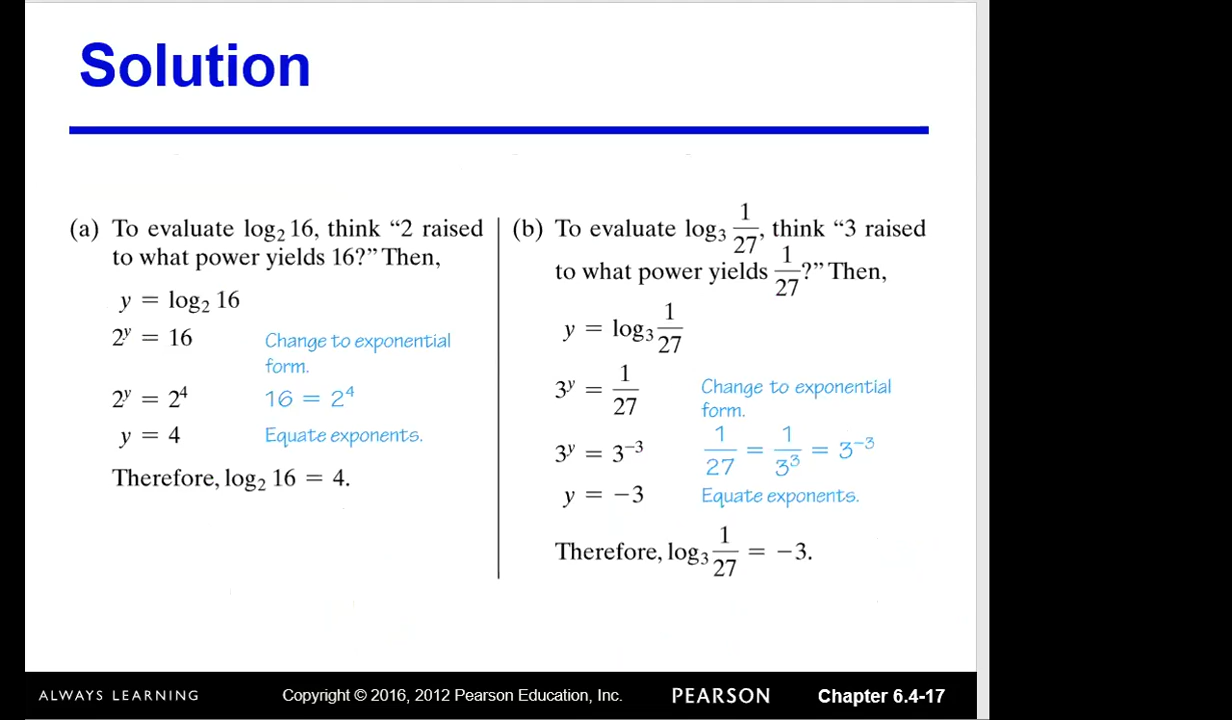 Solution
(a) To evaluate log₂ 16, think “2 raised
to what power yields 16?” Then,
y = log₂ 16
2ʸ = 16 Change to exponential
form.
2ʸ = 2⁴ 16 = 2⁴
y = 4 Equate exponents.
Therefore, log₂ 16 = 4.
(b) To evaluate log₃ 1/27, think “3 raised
to what power yields 1/27?” Then,
y = log₃ 1/27
3ʸ = 1/27 Change to exponential
form.
3ʸ = 3⁻³ 1/27 = 1/3³ = 3⁻³
y = −3 Equate exponents.
Therefore, log₃ 1/27 = −3.
ALWAYS LEARNING Copyright © 2016, 2012 Pearson Education, Inc. PEARSON Chapter 6.4-17